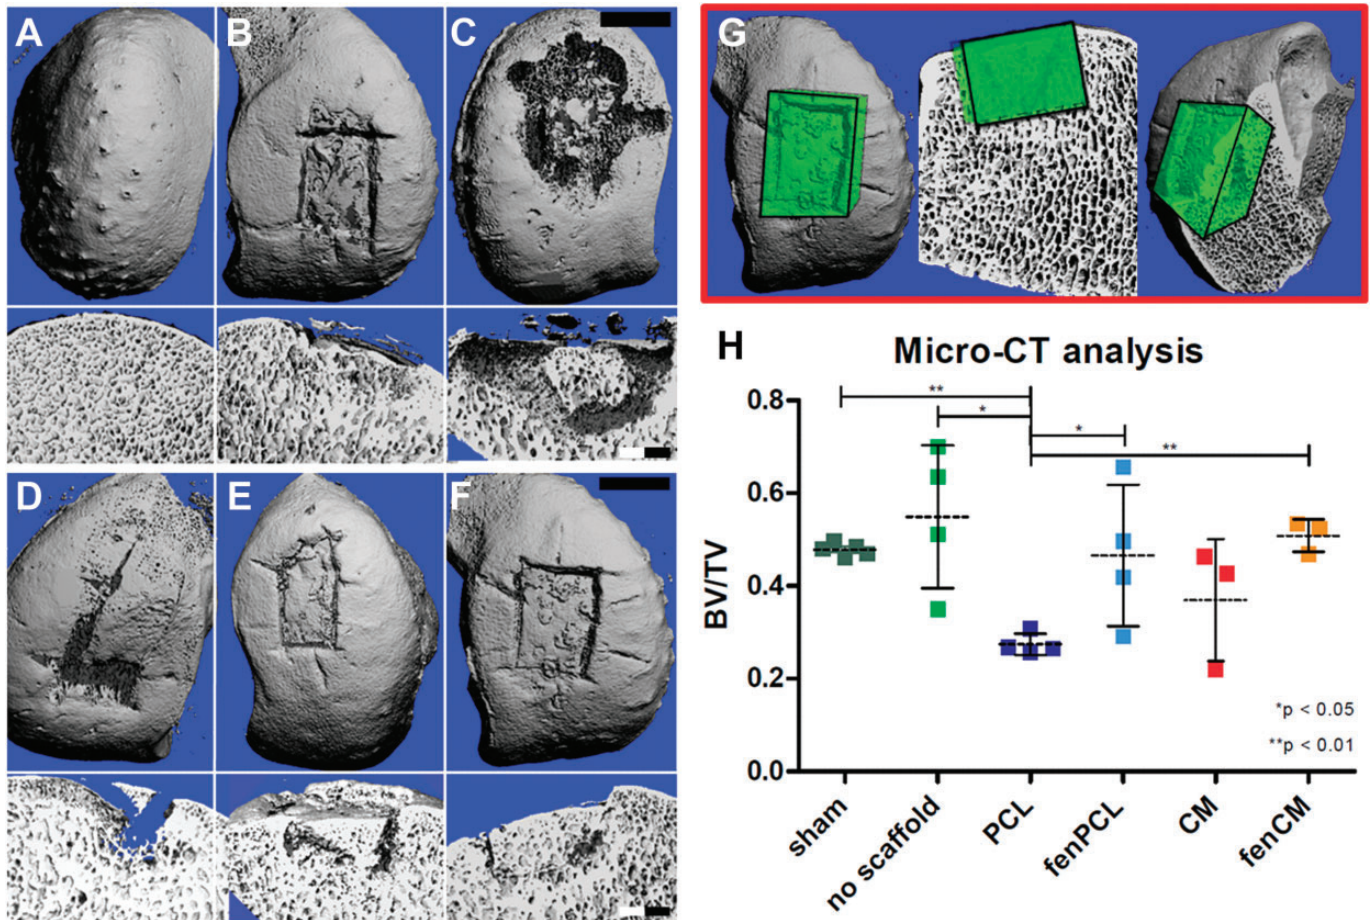 A
B
C
D
E
F
G
H
Micro-CT analysis
**
*
*
**
0.8
0.6
0.4
0.2
0.0
BV/TV
*p < 0.05
**p < 0.01
sham
no scaffold
PCL
fenPCL
CM
fenCM